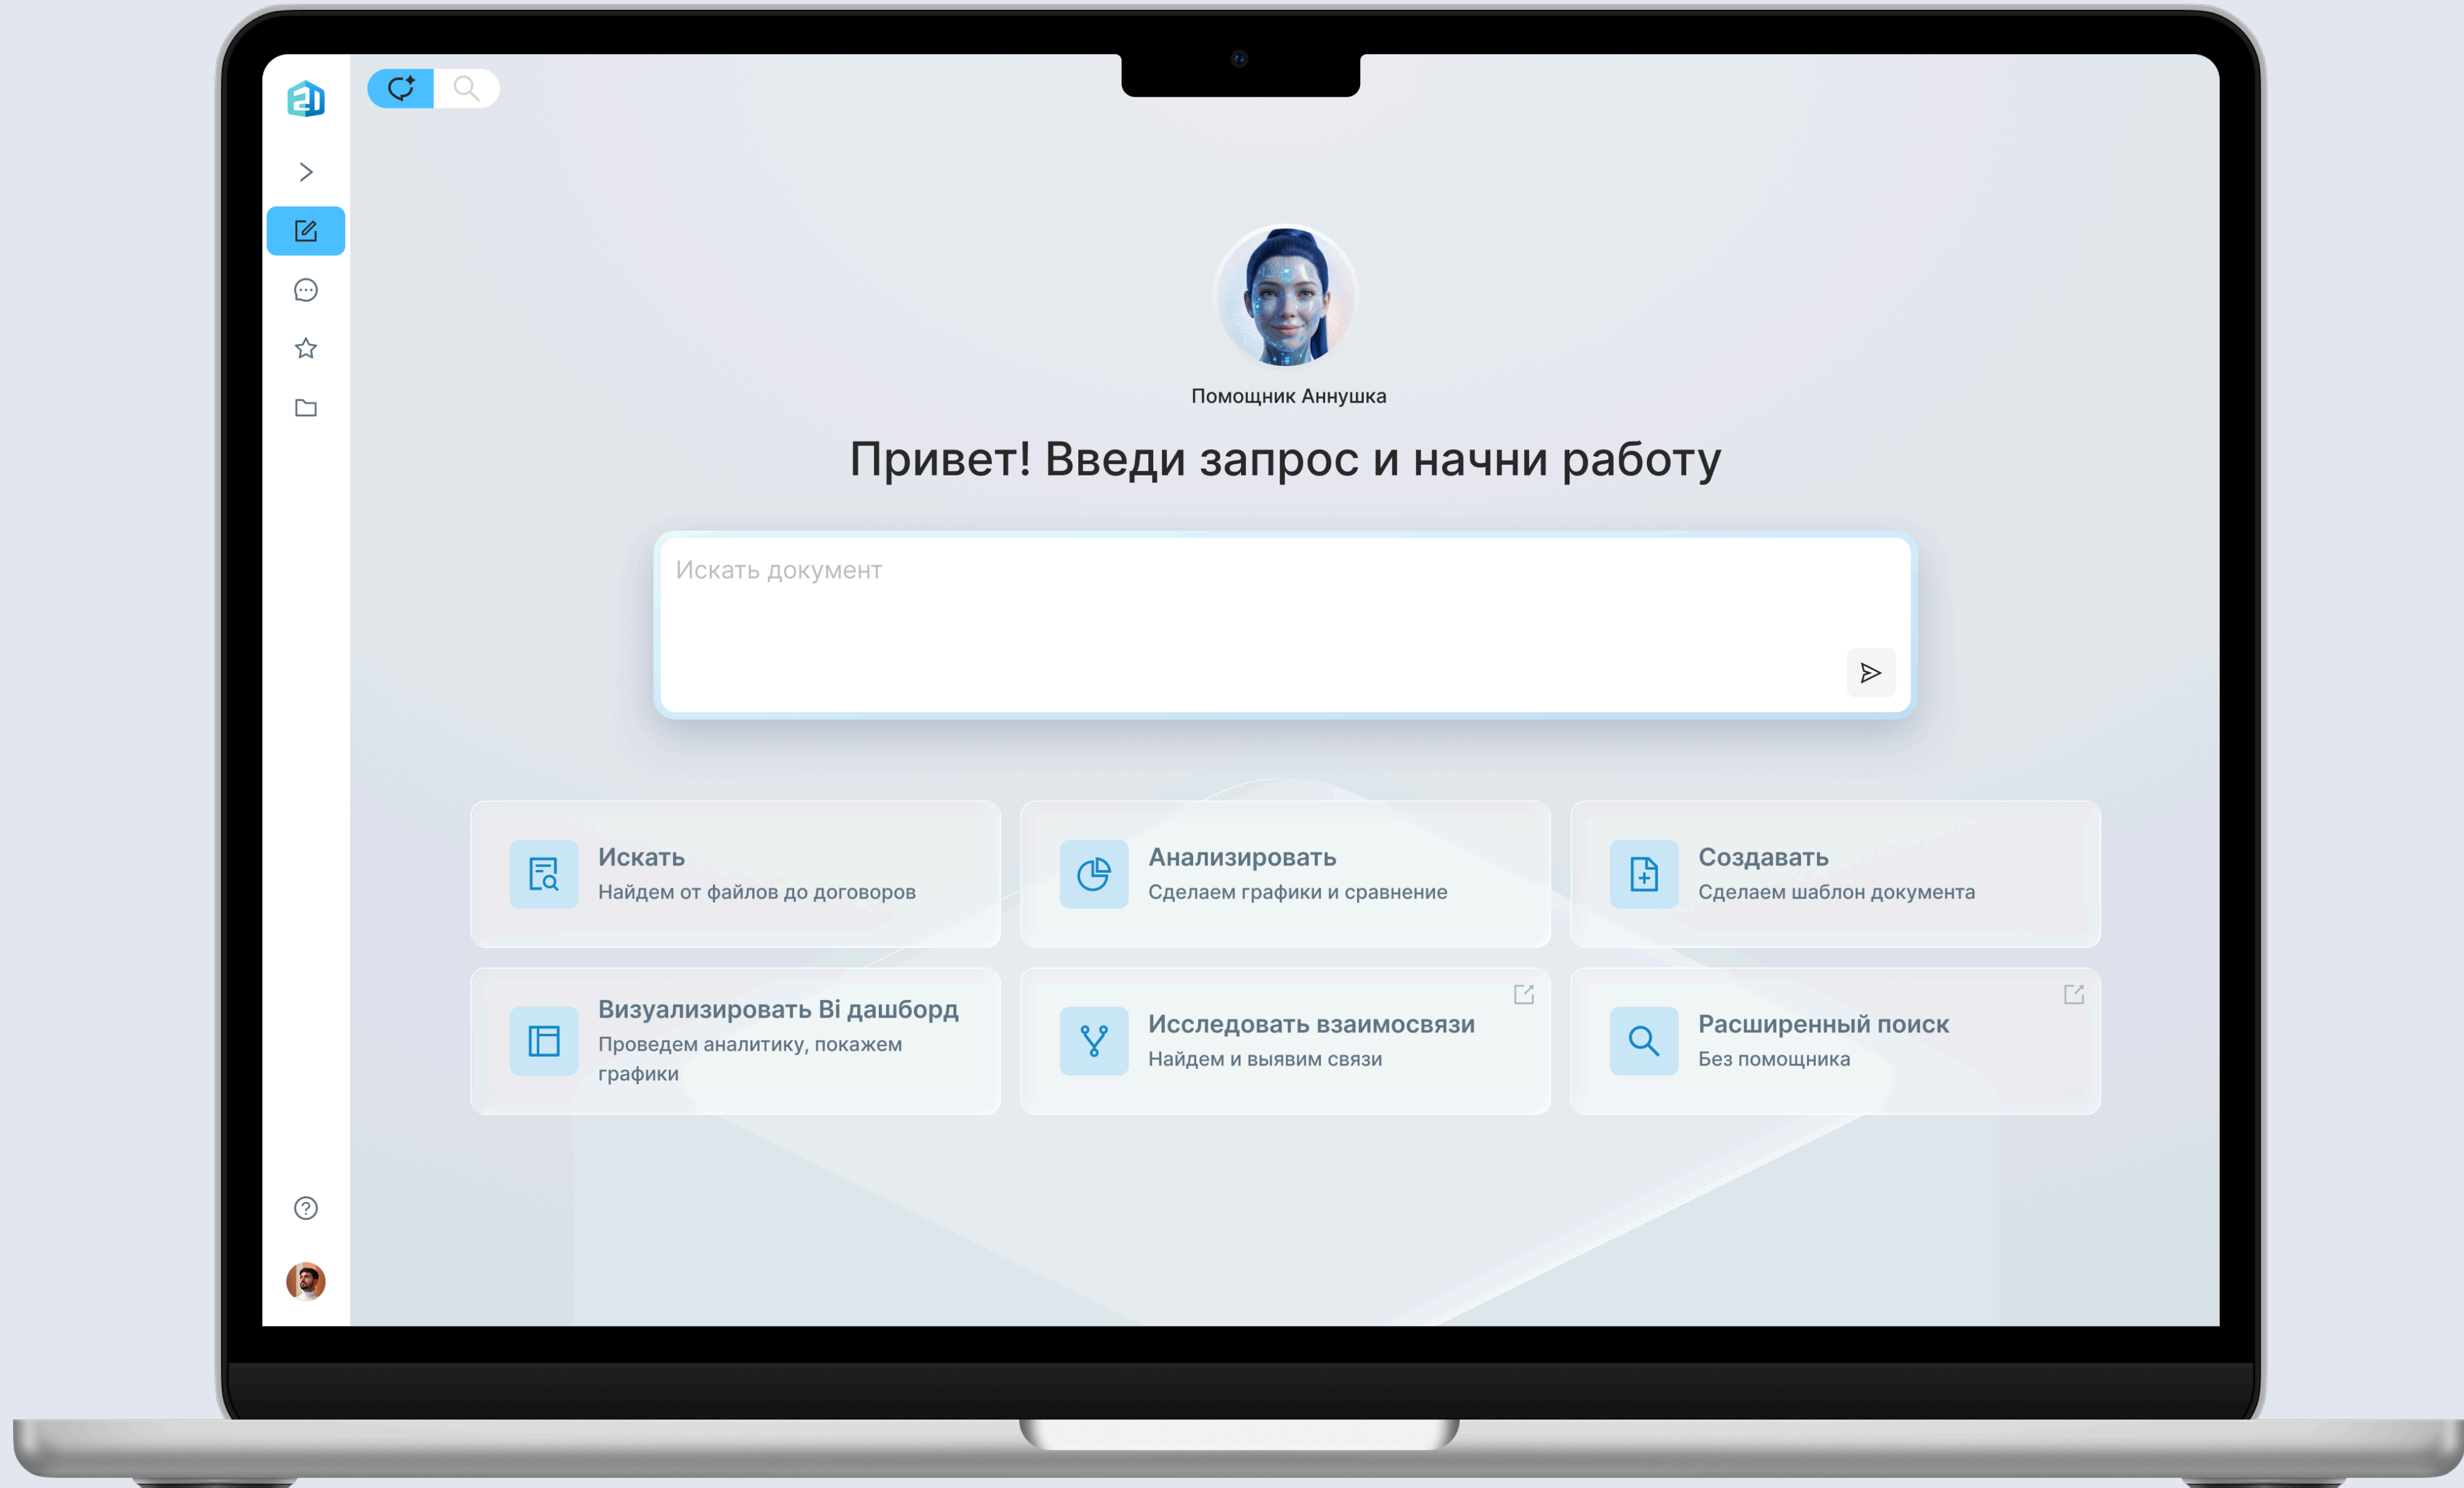 Помощник Аннушка
Привет! Введи запрос и начни работу
Искать документ
Искать
Найдем от файлов до договоров
Анализировать
Сделаем графики и сравнение
Создавать
Сделаем шаблон документа
Визуализировать Bi дашборд
Проведем аналитику, покажем
графики
Исследовать взаимосвязи
Найдем и выявим связи
Расширенный поиск
Без помощника